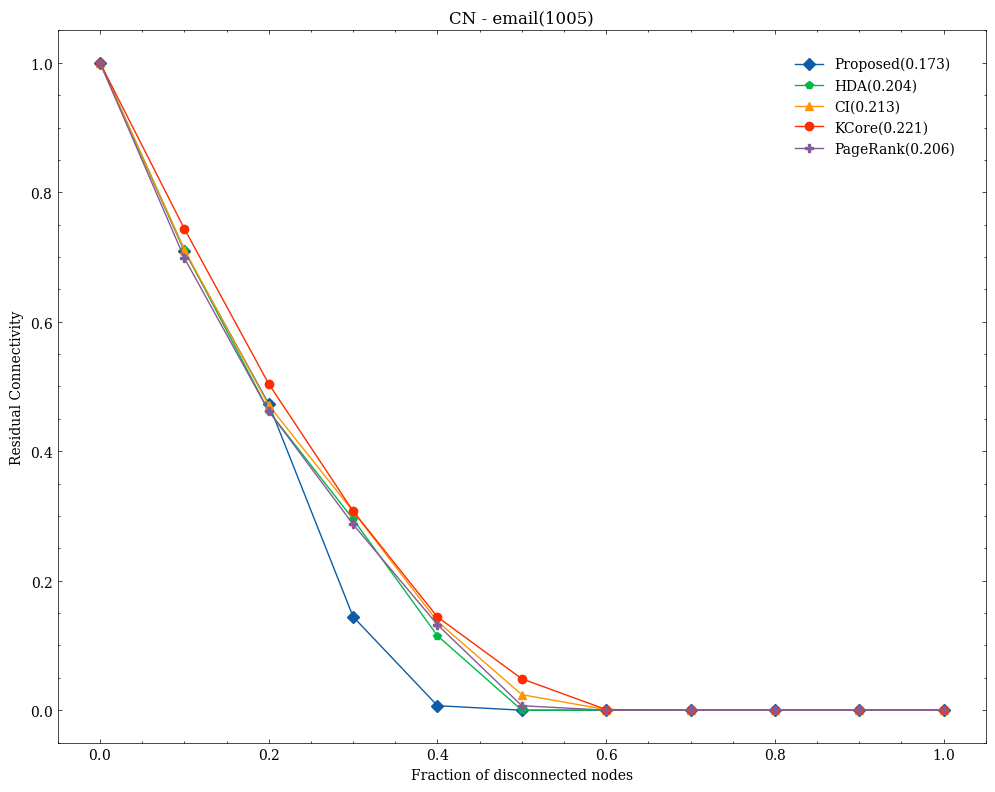 CN - email(1005)
Proposed(0.173)
HDA(0.204)
CI(0.213)
KCore(0.221)
PageRank(0.206)
Residual Connectivity
1.0
0.8
0.6
0.4
0.2
0.0
0.0 0.2 0.4 0.6 0.8 1.0
Fraction of disconnected nodes